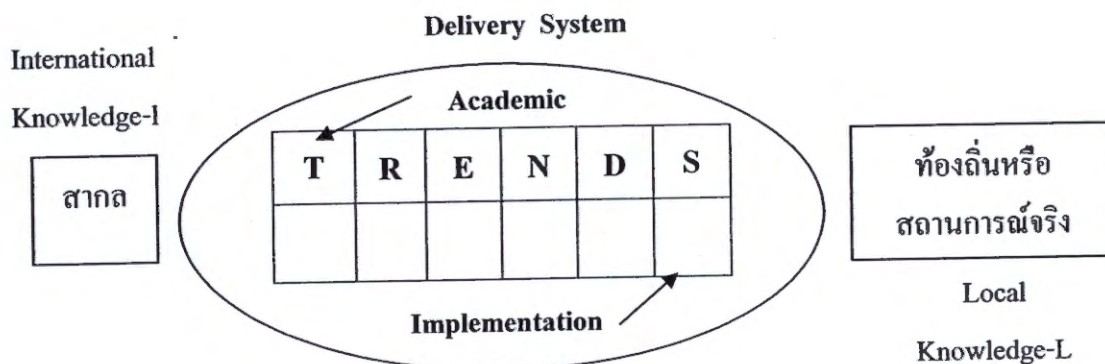 Delivery System
International
Knowledge-l
สากล
Academic
T R E N D S
Implementation
ท้องถิ่นหรือ
สถานการณ์จริง
Local
Knowledge-L